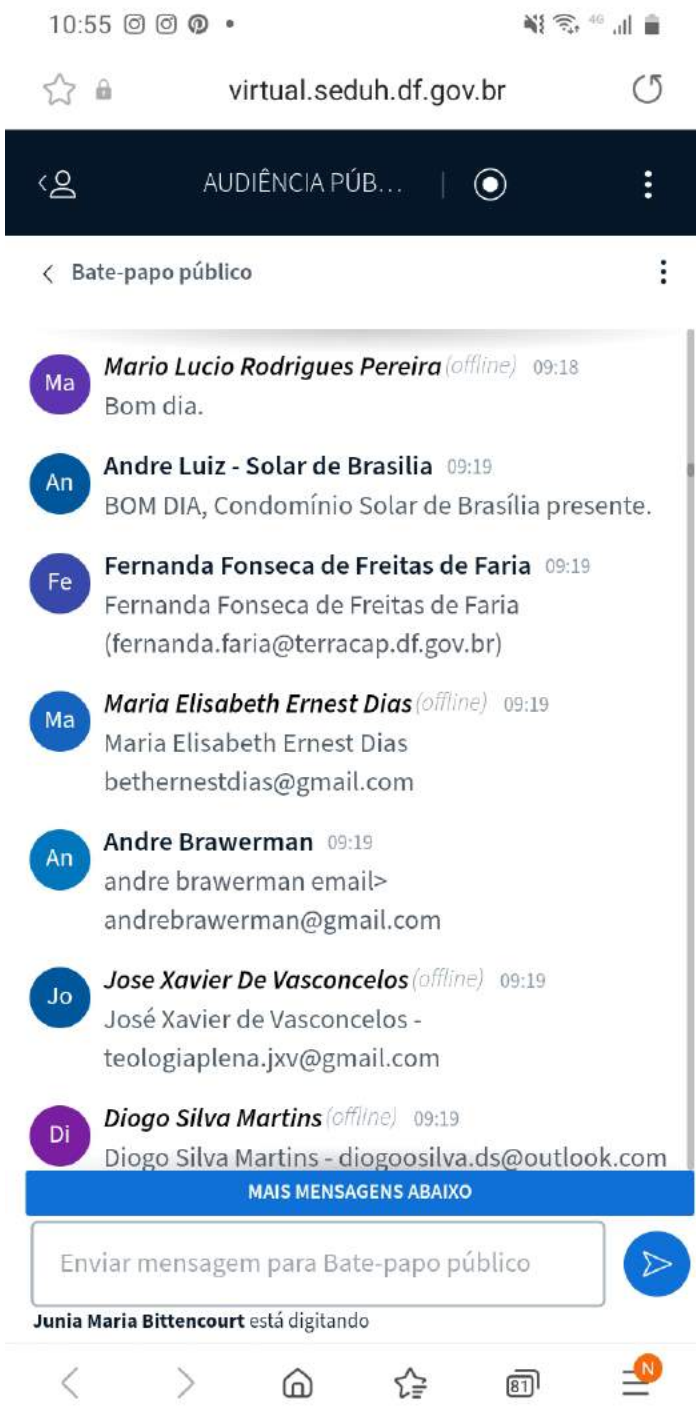 10:55
4G
virtual.seduh.df.gov.br
AUDIÊNCIA PÚB...
Bate-papo público
Ma
Mario Lucio Rodrigues Pereira (offline) 09:18
Bom dia.
An
Andre Luiz - Solar de Brasilia 09:19
BOM DIA, Condomínio Solar de Brasília presente.
Fe
Fernanda Fonseca de Freitas de Faria 09:19
Fernanda Fonseca de Freitas de Faria
(fernanda.faria@terracap.df.gov.br)
Ma
Maria Elisabeth Ernest Dias (offline) 09:19
Maria Elisabeth Ernest Dias
bethernestdias@gmail.com
An
Andre Brawerman 09:19
andre brawerman email>
andrebrawerman@gmail.com
Jo
Jose Xavier De Vasconcelos (offline) 09:19
José Xavier de Vasconcelos -
teologiaplena.jxv@gmail.com
Di
Diogo Silva Martins (offline) 09:19
Diogo Silva Martins - diogoosilva.ds@outlook.com
MAIS MENSAGENS ABAIXO
Enviar mensagem para Bate-papo público
Junia Maria Bittencourt está digitando
81
N